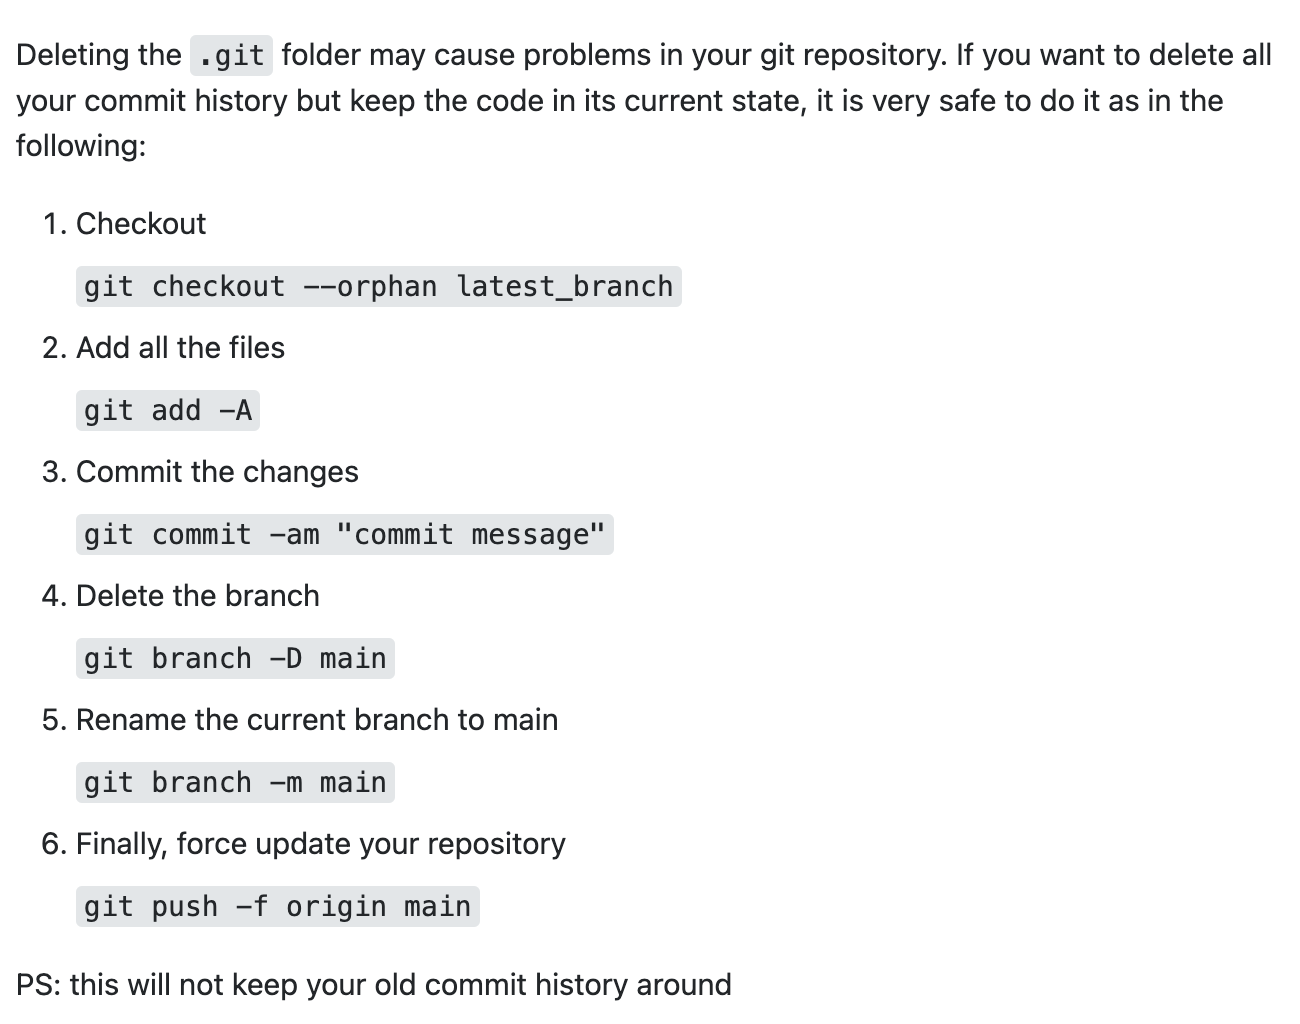 Deleting the .git folder may cause problems in your git repository. If you want to delete all
your commit history but keep the code in its current state, it is very safe to do it as in the
following:
1. Checkout
git checkout --orphan latest_branch
2. Add all the files
git add -A
3. Commit the changes
git commit -am "commit message"
4. Delete the branch
git branch -D main
5. Rename the current branch to main
git branch -m main
6. Finally, force update your repository
git push -f origin main
PS: this will not keep your old commit history around